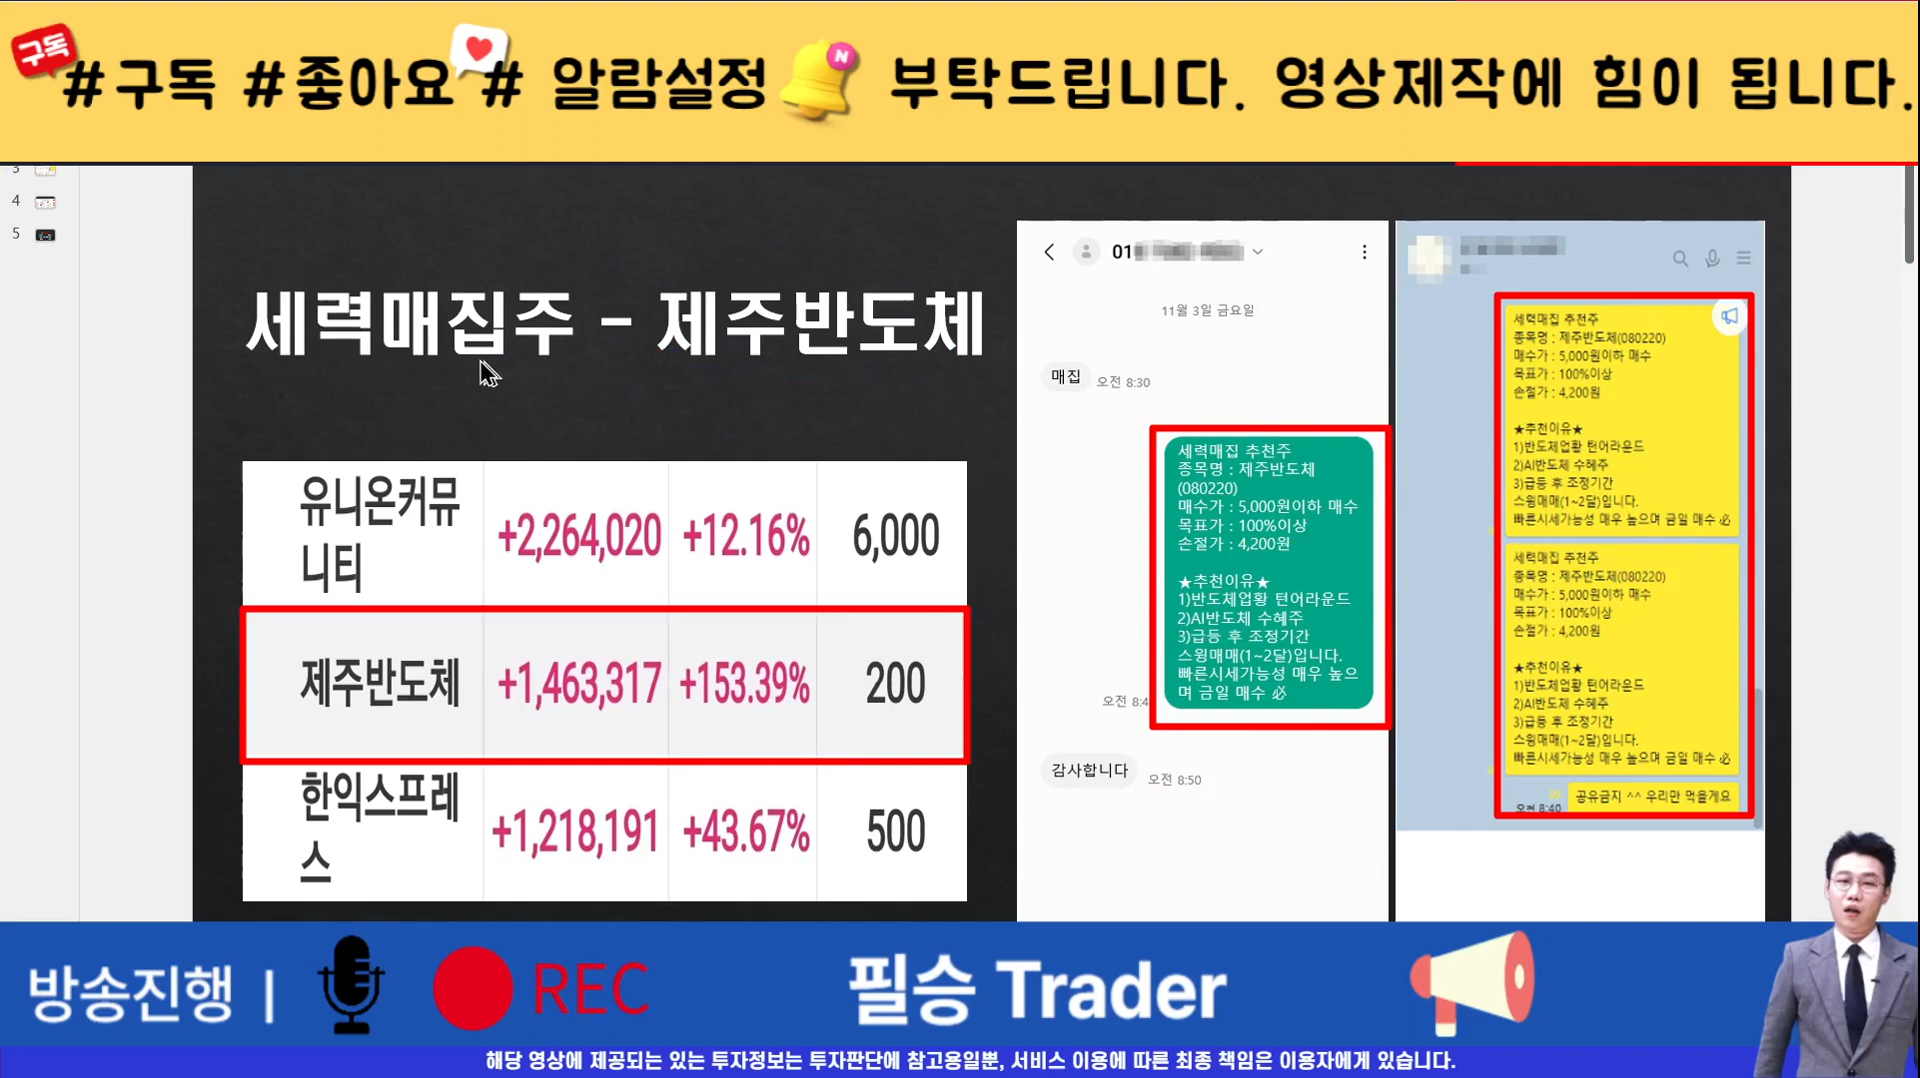 구독
#구독 #좋아요 # 알람설정 N 부탁드립니다. 영상제작에 힘이 됩니다.
3
4
5
세력매집주 - 제주반도체
유니온커뮤
니티
+2,264,020 +12.16% 6,000
제주반도체 +1,463,317 +153.39% 200
한익스프레
스
+1,218,191 +43.67% 500
01
11월 3일 금요일
매집 오전 8:30
세력매집 추천주
종목명 : 제주반도체
(080220)
매수가 : 5,000원이하 매수
목표가 : 100%이상
손절가 : 4,200원
★추천이유★
1)반도체업황 턴어라운드
2)AI반도체 수혜주
3)급등 후 조정기간
스윙매매(1~2달)입니다.
빠른시세가능성 매우 높으
며 금일 매수 必
오전 8:4
감사합니다 오전 8:50
세력매집 추천주
종목명 : 제주반도체(080220)
매수가 : 5,000원이하 매수
목표가 : 100%이상
손절가 : 4,200원
★추천이유★
1)반도체업황 턴어라운드
2)AI반도체 수혜주
3)급등 후 조정기간
스윙매매(1~2달)입니다.
빠른시세가능성 매우 높으며 금일 매수 必
세력매집 추천주
종목명 : 제주반도체(080220)
매수가 : 5,000원이하 매수
목표가 : 100%이상
손절가 : 4,200원
★추천이유★
1)반도체업황 턴어라운드
2)AI반도체 수혜주
3)급등 후 조정기간
스윙매매(1~2달)입니다.
빠른시세가능성 매우 높으며 금일 매수 必
오전 8:40 공유금지 ^^ 우리만 먹을게요
방송진행 | REC 필승 Trader
해당 영상에 제공되는 있는 투자정보는 투자판단에 참고용일뿐, 서비스 이용에 따른 최종 책임은 이용자에게 있습니다.